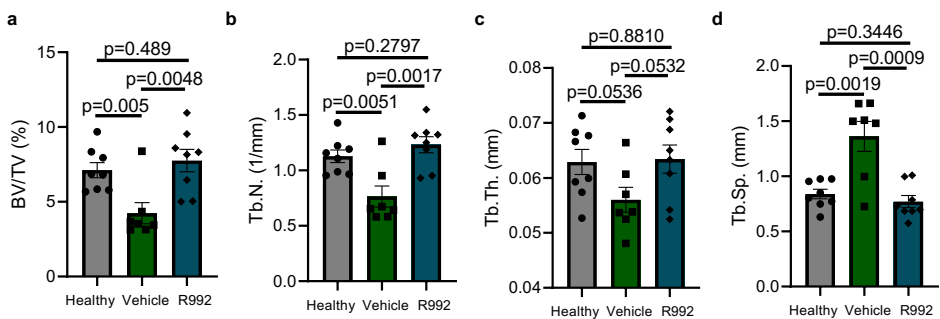 a
p=0.489
p=0.0048
p=0.005
BV/TV (%)
15
10
5
0
Healthy Vehicle R992
b
p=0.2797
p=0.0017
p=0.0051
Tb.N. (1/mm)
2.0
1.5
1.0
0.5
0.0
Healthy Vehicle R992
c
p=0.8810
p=0.0532
p=0.0536
Tb.Th. (mm)
0.08
0.07
0.06
0.05
0.04
Healthy Vehicle R992
d
p=0.3446
p=0.0009
p=0.0019
Tb.Sp. (mm)
2.0
1.5
1.0
0.5
0.0
Healthy Vehicle R992